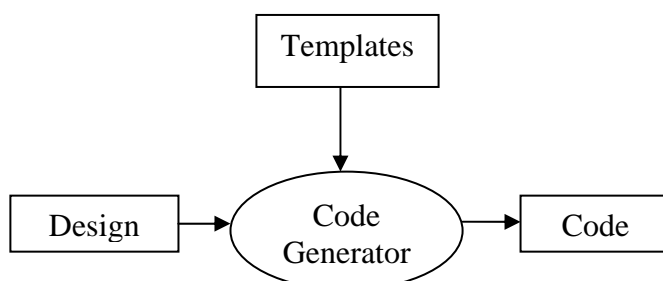 Templates
Design
Code
Generator
Code